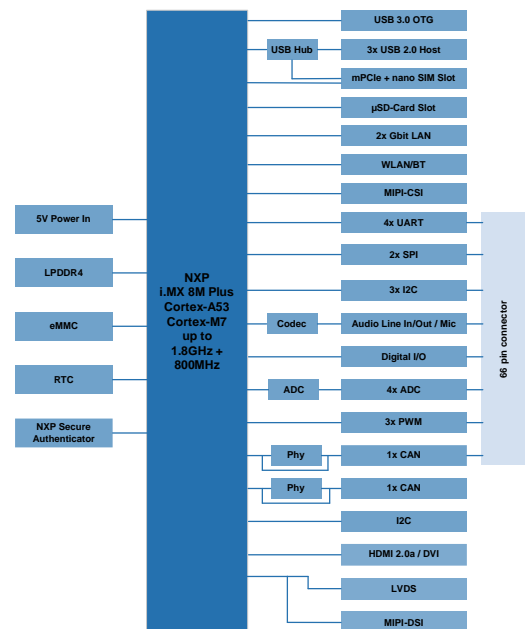 5V Power In
LPDDR4
eMMC
RTC
NXP Secure
Authenticator
NXP
i.MX 8M Plus
Cortex-A53
Cortex-M7
up to
1.8GHz +
800MHz
USB 3.0 OTG
USB Hub
3x USB 2.0 Host
mPCIe + nano SIM Slot
µSD-Card Slot
2x Gbit LAN
WLAN/BT
MIPI-CSI
4x UART
2x SPI
3x I2C
Codec
Audio Line In/Out / Mic
Digital I/O
ADC
4x ADC
3x PWM
Phy
1x CAN
Phy
1x CAN
I2C
HDMI 2.0a / DVI
LVDS
MIPI-DSI
66 pin connector